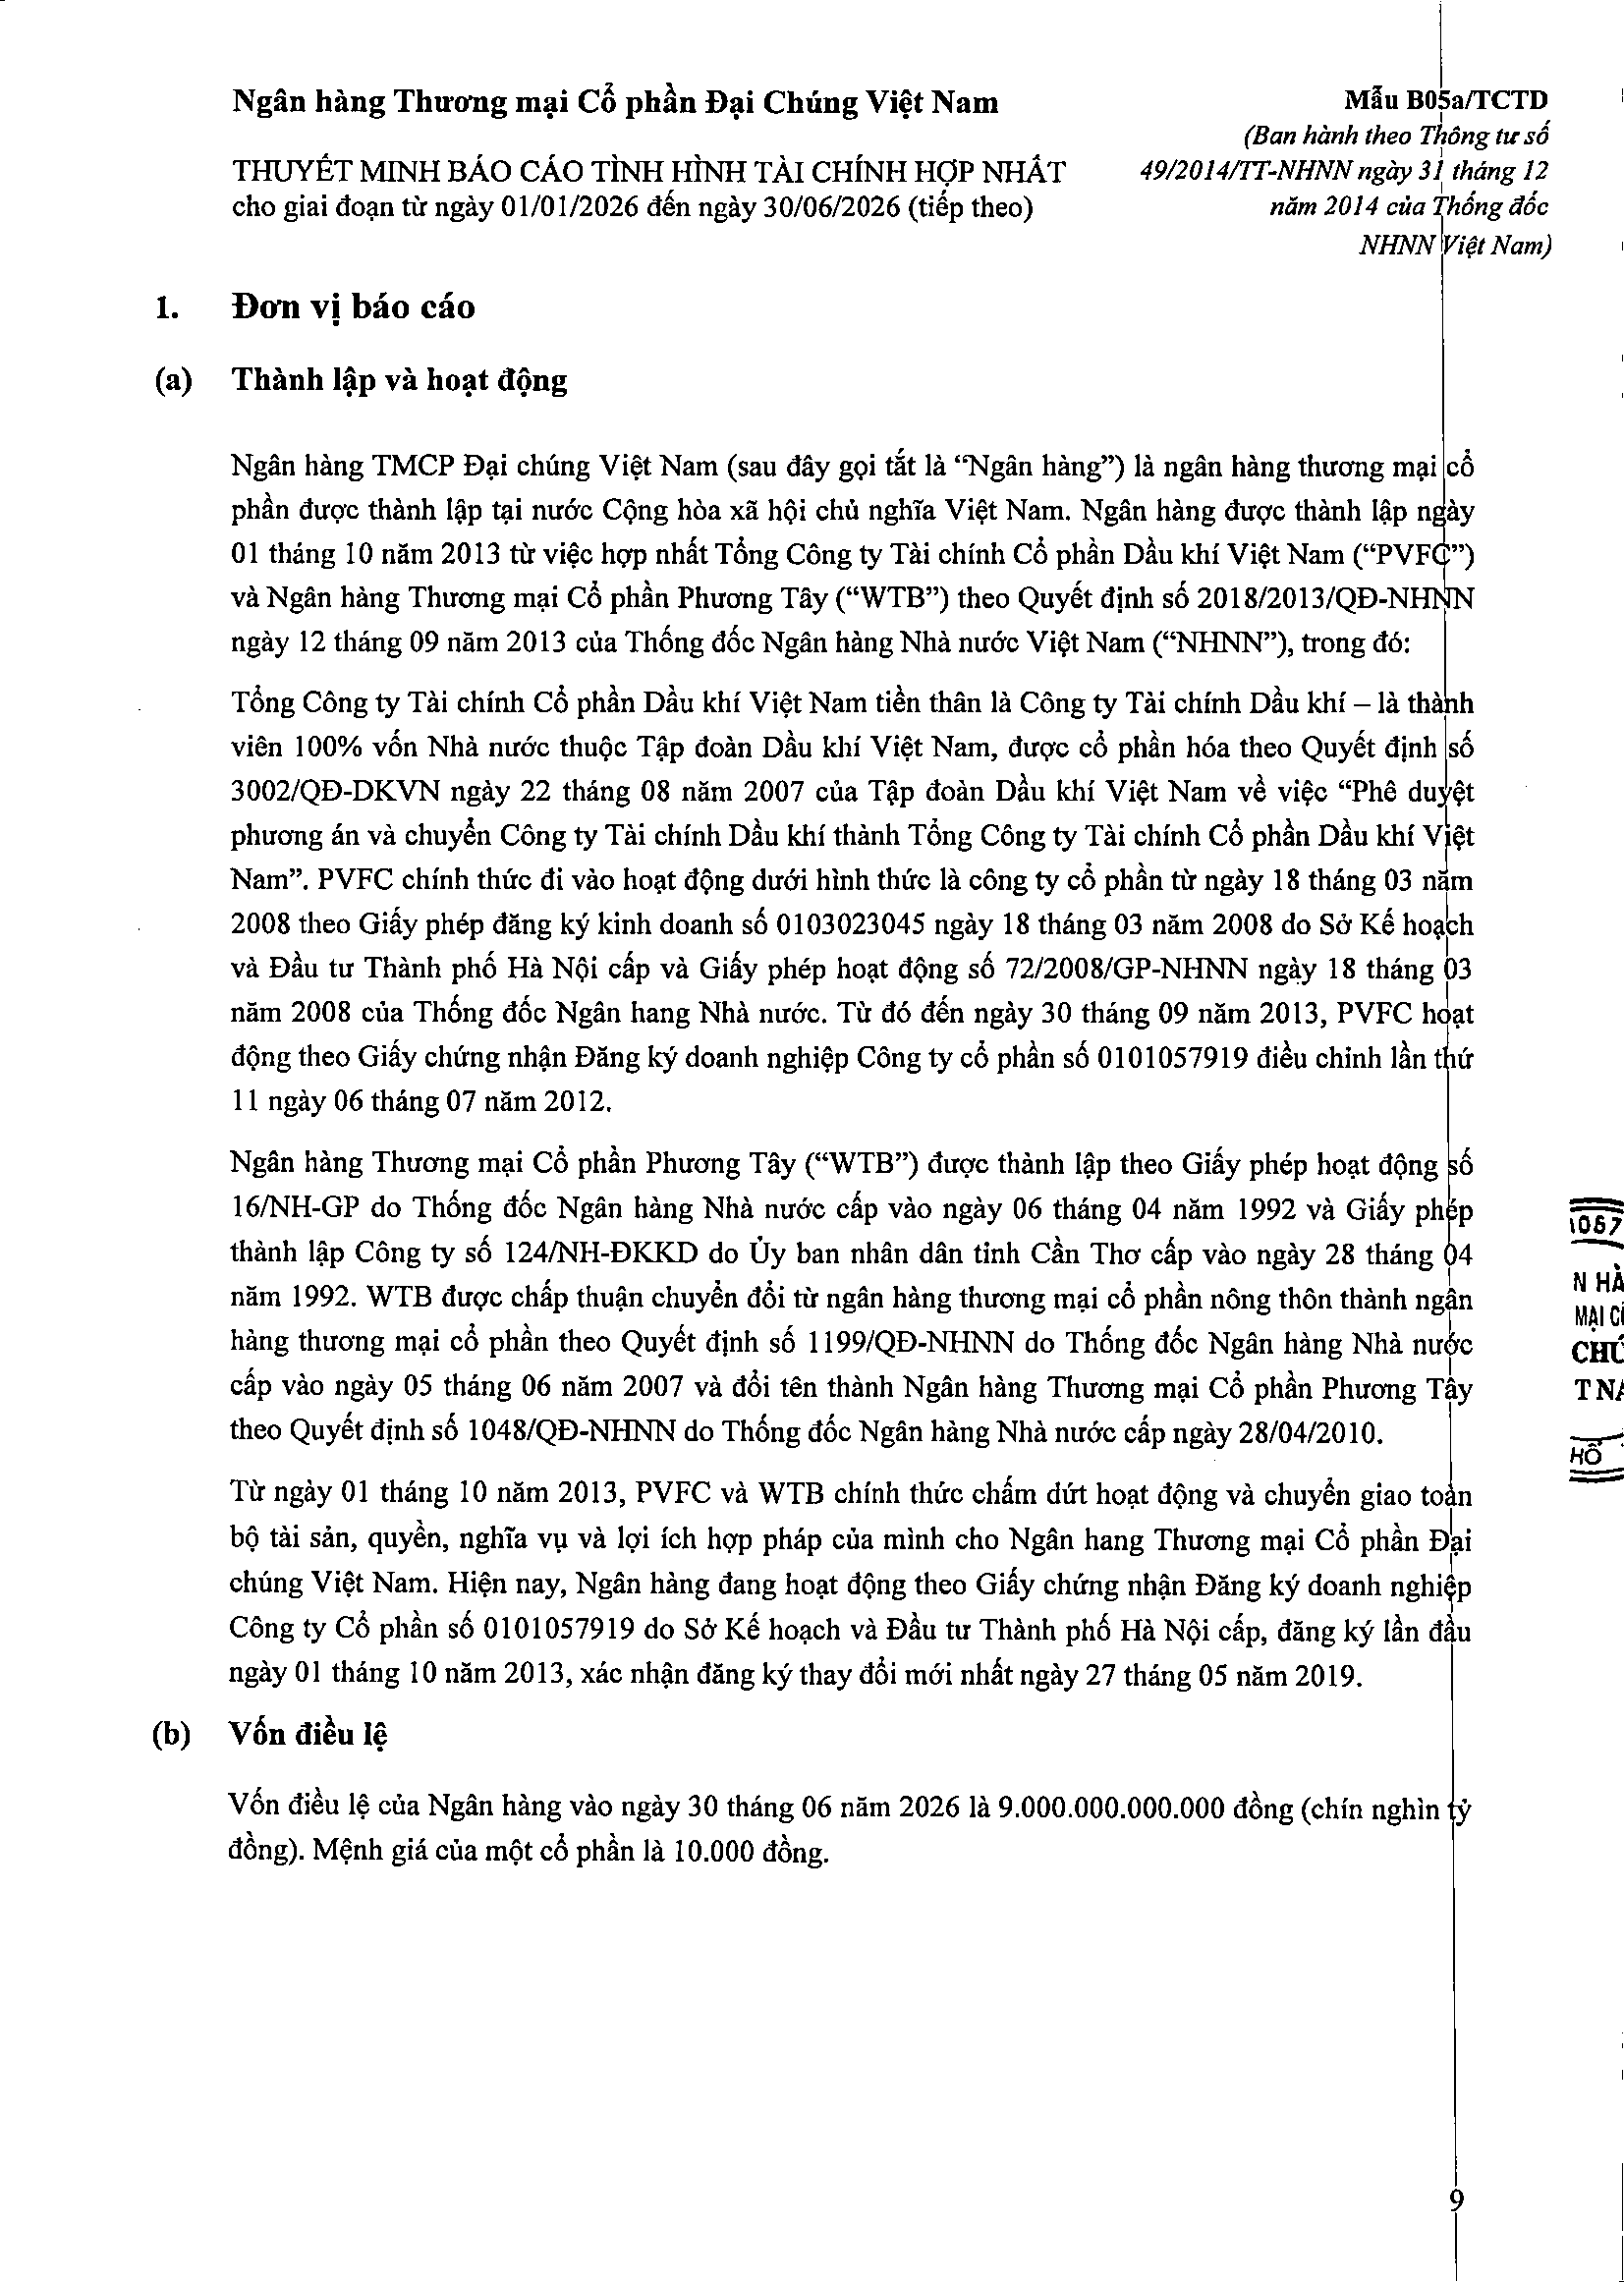 Ngân hàng Thương mại Cổ phần Đại Chúng Việt Nam
Mẫu B05a/TCTD
(Ban hành theo Thông tư số
49/2014/TT-NHNN ngày 31 tháng 12
năm 2014 của Thống đốc
NHNN Việt Nam)
THUYẾT MINH BÁO CÁO TÌNH HÌNH TÀI CHÍNH HỢP NHẤT
cho giai đoạn từ ngày 01/01/2026 đến ngày 30/06/2026 (tiếp theo)
1. Đơn vị báo cáo
(a) Thành lập và hoạt động
Ngân hàng TMCP Đại chúng Việt Nam (sau đây gọi tắt là “Ngân hàng”) là ngân hàng thương mại cổ
phần được thành lập tại nước Cộng hòa xã hội chủ nghĩa Việt Nam. Ngân hàng được thành lập ngày
01 tháng 10 năm 2013 từ việc hợp nhất Tổng Công ty Tài chính Cổ phần Dầu khí Việt Nam (“PVFC”)
và Ngân hàng Thương mại Cổ phần Phương Tây (“WTB”) theo Quyết định số 2018/2013/QĐ-NHNN
ngày 12 tháng 09 năm 2013 của Thống đốc Ngân hàng Nhà nước Việt Nam (“NHNN”), trong đó:
Tổng Công ty Tài chính Cổ phần Dầu khí Việt Nam tiền thân là Công ty Tài chính Dầu khí – là thành
viên 100% vốn Nhà nước thuộc Tập đoàn Dầu khí Việt Nam, được cổ phần hóa theo Quyết định số
3002/QĐ-DKVN ngày 22 tháng 08 năm 2007 của Tập đoàn Dầu khí Việt Nam về việc “Phê duyệt
phương án và chuyển Công ty Tài chính Dầu khí thành Tổng Công ty Tài chính Cổ phần Dầu khí Việt
Nam”. PVFC chính thức đi vào hoạt động dưới hình thức là công ty cổ phần từ ngày 18 tháng 03 năm
2008 theo Giấy phép đăng ký kinh doanh số 0103023045 ngày 18 tháng 03 năm 2008 do Sở Kế hoạch
và Đầu tư Thành phố Hà Nội cấp và Giấy phép hoạt động số 72/2008/GP-NHNN ngày 18 tháng 03
năm 2008 của Thống đốc Ngân hang Nhà nước. Từ đó đến ngày 30 tháng 09 năm 2013, PVFC hoạt
động theo Giấy chứng nhận Đăng ký doanh nghiệp Công ty cổ phần số 0101057919 điều chỉnh lần thứ
11 ngày 06 tháng 07 năm 2012.
Ngân hàng Thương mại Cổ phần Phương Tây (“WTB”) được thành lập theo Giấy phép hoạt động số
16/NH-GP do Thống đốc Ngân hàng Nhà nước cấp vào ngày 06 tháng 04 năm 1992 và Giấy phép
thành lập Công ty số 124/NH-ĐKKD do Ủy ban nhân dân tỉnh Cần Thơ cấp vào ngày 28 tháng 04
năm 1992. WTB được chấp thuận chuyển đổi từ ngân hàng thương mại cổ phần nông thôn thành ngân
hàng thương mại cổ phần theo Quyết định số 1199/QĐ-NHNN do Thống đốc Ngân hàng Nhà nước
cấp vào ngày 05 tháng 06 năm 2007 và đổi tên thành Ngân hàng Thương mại Cổ phần Phương Tây
theo Quyết định số 1048/QĐ-NHNN do Thống đốc Ngân hàng Nhà nước cấp ngày 28/04/2010.
Từ ngày 01 tháng 10 năm 2013, PVFC và WTB chính thức chấm dứt hoạt động và chuyển giao toàn
bộ tài sản, quyền, nghĩa vụ và lợi ích hợp pháp của mình cho Ngân hang Thương mại Cổ phần Đại
chúng Việt Nam. Hiện nay, Ngân hàng đang hoạt động theo Giấy chứng nhận Đăng ký doanh nghiệp
Công ty Cổ phần số 0101057919 do Sở Kế hoạch và Đầu tư Thành phố Hà Nội cấp, đăng ký lần đầu
ngày 01 tháng 10 năm 2013, xác nhận đăng ký thay đổi mới nhất ngày 27 tháng 05 năm 2019.
(b) Vốn điều lệ
Vốn điều lệ của Ngân hàng vào ngày 30 tháng 06 năm 2026 là 9.000.000.000.000 đồng (chín nghìn tỷ
đồng). Mệnh giá của một cổ phần là 10.000 đồng.
1057
N HÀ
MẠI C
CHÚ
T NA
HỐ
9